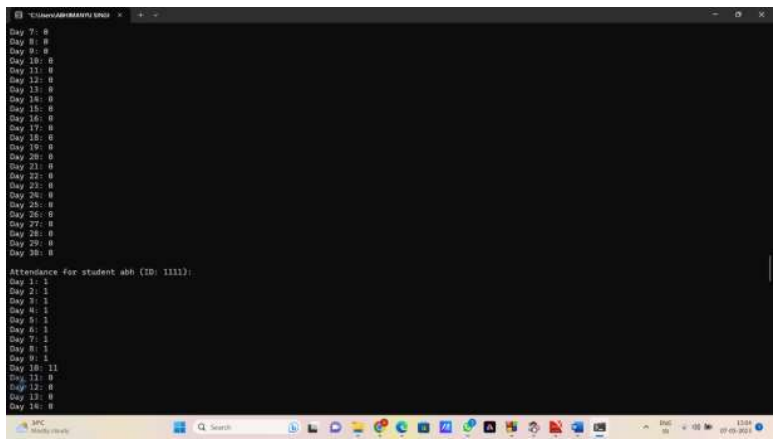 "C:\Users\ABHIMANYU SINGH
Day 7: 0
Day 8: 0
Day 9: 0
Day 10: 0
Day 11: 0
Day 12: 0
Day 13: 0
Day 14: 0
Day 15: 0
Day 16: 0
Day 17: 0
Day 18: 0
Day 19: 0
Day 20: 0
Day 21: 0
Day 22: 0
Day 23: 0
Day 24: 0
Day 25: 0
Day 26: 0
Day 27: 0
Day 28: 0
Day 29: 0
Day 30: 0
Attendance for student abh (ID: 1111):
Day 1: 1
Day 2: 1
Day 3: 1
Day 4: 1
Day 5: 1
Day 6: 1
Day 7: 1
Day 8: 1
Day 9: 1
Day 10: 11
Day 11: 0
Day 12: 0
Day 13: 0
Day 14: 0
Mostly cloudy
Search
ENG
IN